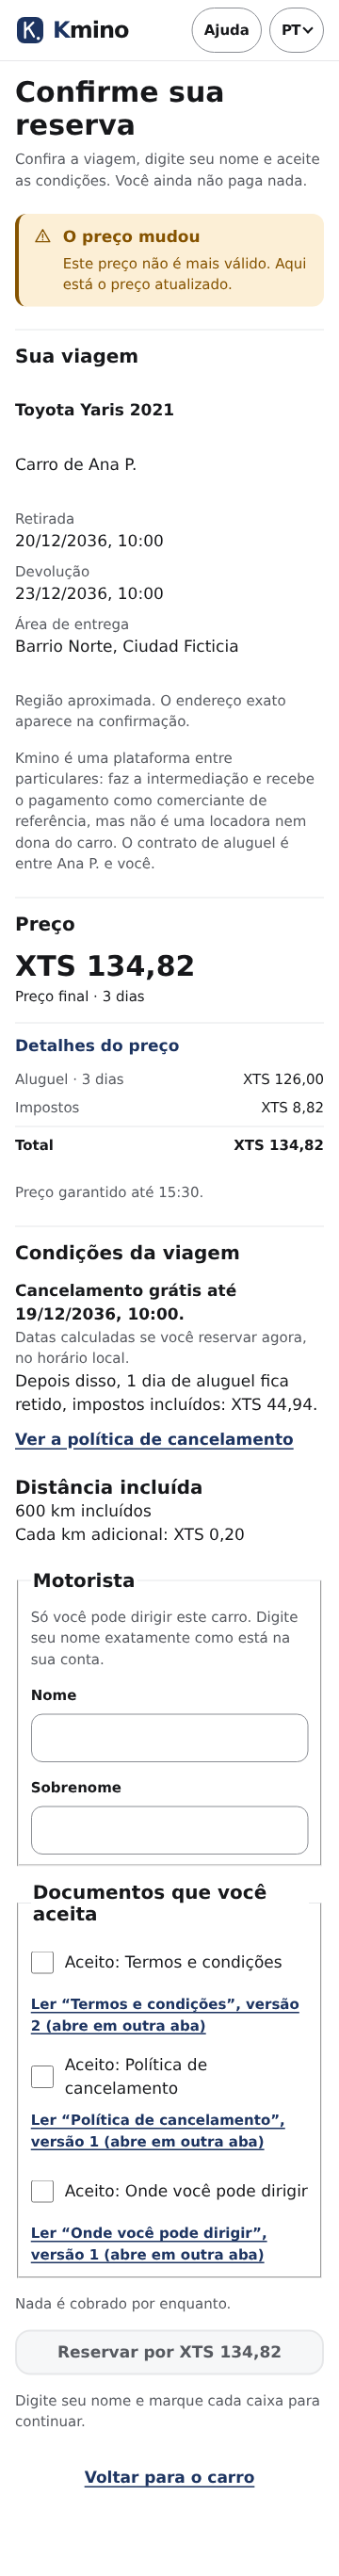 Kmino
Ajuda
PT
Confirme sua
reserva
Confira a viagem, digite seu nome e aceite
as condições. Você ainda não paga nada.
O preço mudou
Este preço não é mais válido. Aqui
está o preço atualizado.
Sua viagem
Toyota Yaris 2021
Carro de Ana P.
Retirada
20/12/2036, 10:00
Devolução
23/12/2036, 10:00
Área de entrega
Barrio Norte, Ciudad Ficticia
Região aproximada. O endereço exato
aparece na confirmação.
Kmino é uma plataforma entre
particulares: faz a intermediação e recebe
o pagamento como comerciante de
referência, mas não é uma locadora nem
dona do carro. O contrato de aluguel é
entre Ana P. e você.
Preço
XTS 134,82
Preço final · 3 dias
Detalhes do preço
Aluguel · 3 dias XTS 126,00
Impostos XTS 8,82
Total XTS 134,82
Preço garantido até 15:30.
Condições da viagem
Cancelamento grátis até
19/12/2036, 10:00.
Datas calculadas se você reservar agora,
no horário local.
Depois disso, 1 dia de aluguel fica
retido, impostos incluídos: XTS 44,94.
Ver a política de cancelamento
Distância incluída
600 km incluídos
Cada km adicional: XTS 0,20
Motorista
Só você pode dirigir este carro. Digite
seu nome exatamente como está na
sua conta.
Nome
Sobrenome
Documentos que você
aceita
Aceito: Termos e condições
Ler “Termos e condições”, versão
2 (abre em outra aba)
Aceito: Política de
cancelamento
Ler “Política de cancelamento”,
versão 1 (abre em outra aba)
Aceito: Onde você pode dirigir
Ler “Onde você pode dirigir”,
versão 1 (abre em outra aba)
Nada é cobrado por enquanto.
Reservar por XTS 134,82
Digite seu nome e marque cada caixa para
continuar.
Voltar para o carro